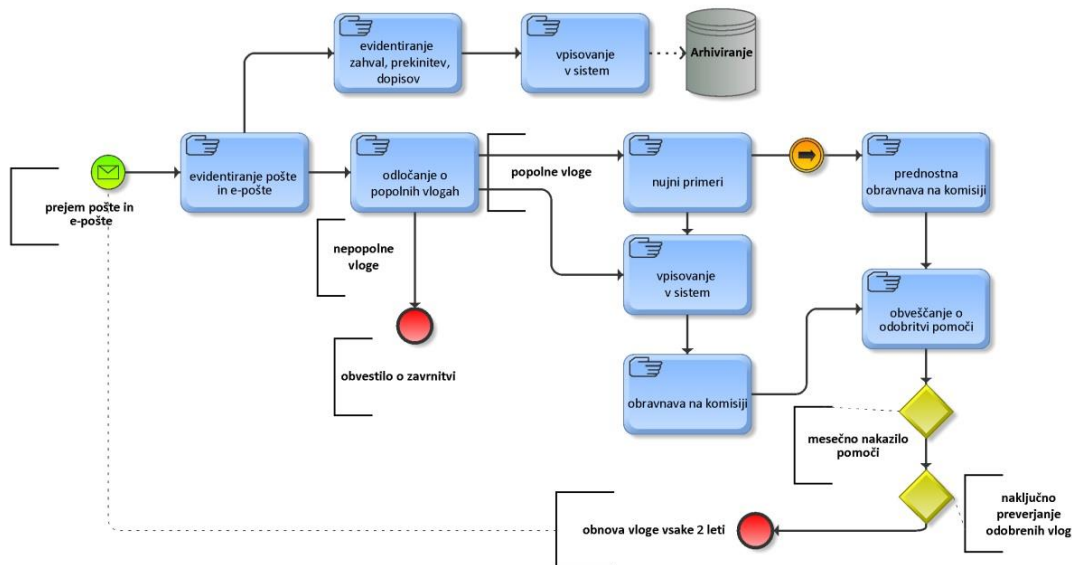 evidentiranje
zahval, prekinitev,
dopisov
vpisovanje
v sistem
Arhiviranje
prejem pošte in
e-pošte
evidentiranje pošte
in e-pošte
odločanje o
popolnih vlogah
popolne vloge
nujni primeri
prednostna
obravnava na komisiji
nepopolne
vloge
vpisovanje
v sistem
obveščanje o
odobritvi pomoči
obvestilo o zavrnitvi
obravnava na komisiji
mesečno nakazilo
pomoči
naključno
preverjanje
odobrenih vlog
obnova vloge vsake 2 leti